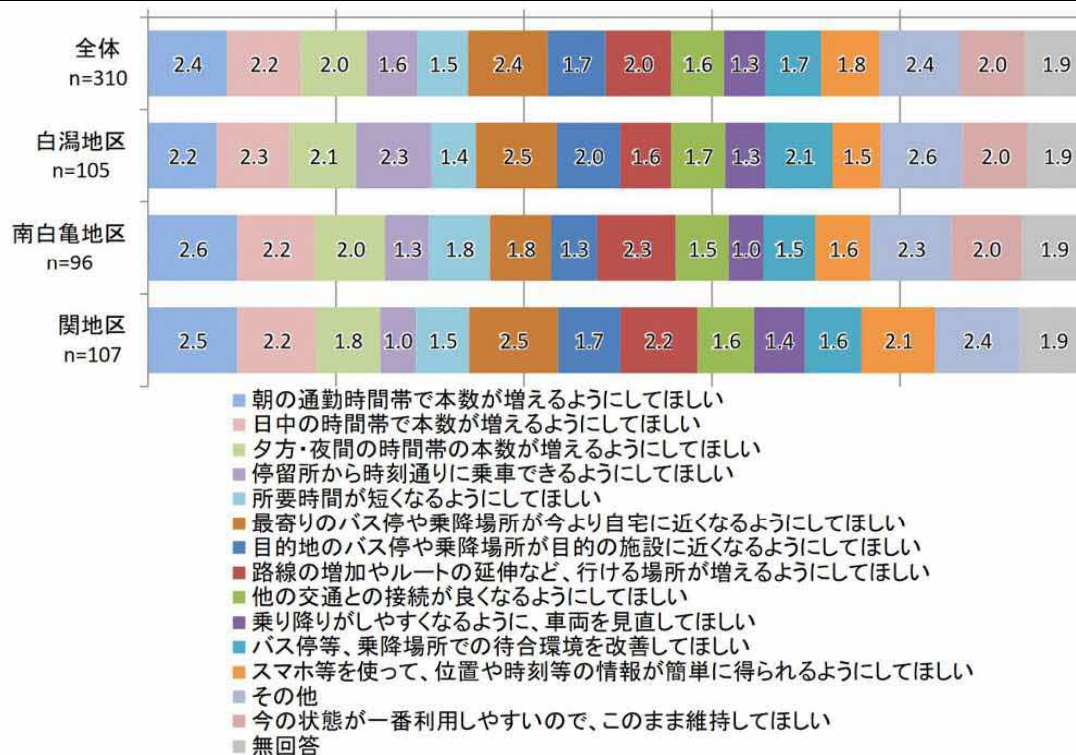 全体
n=310
2.4 2.2 2.0 1.6 1.5 2.4 1.7 2.0 1.6 1.3 1.7 1.8 2.4 2.0 1.9
白潟地区
n=105
2.2 2.3 2.1 2.3 1.4 2.5 2.0 1.6 1.7 1.3 2.1 1.5 2.6 2.0 1.9
南白亀地区
n=96
2.6 2.2 2.0 1.3 1.8 1.8 1.3 2.3 1.5 1.0 1.5 1.6 2.3 2.0 1.9
関地区
n=107
2.5 2.2 1.8 1.0 1.5 2.5 1.7 2.2 1.6 1.4 1.6 2.1 2.4 1.9
朝の通勤時間帯で本数が増えるようにしてほしい
日中の時間帯で本数が増えるようにしてほしい
夕方・夜間の時間帯の本数が増えるようにしてほしい
停留所から時刻通りに乗車できるようにしてほしい
所要時間が短くなるようにしてほしい
最寄りのバス停や乗降場所が今より自宅に近くなるようにしてほしい
目的地のバス停や乗降場所が目的の施設に近くなるようにしてほしい
路線の増加やルートの延伸など、行ける場所が増えるようにしてほしい
他の交通との接続が良くなるようにしてほしい
乗り降りがしやすくなるように、車両を見直してほしい
バス停等、乗降場所での待合環境を改善してほしい
スマホ等を使って、位置や時刻等の情報が簡単に得られるようにしてほしい
その他
今の状態が一番利用しやすいので、このまま維持してほしい
無回答